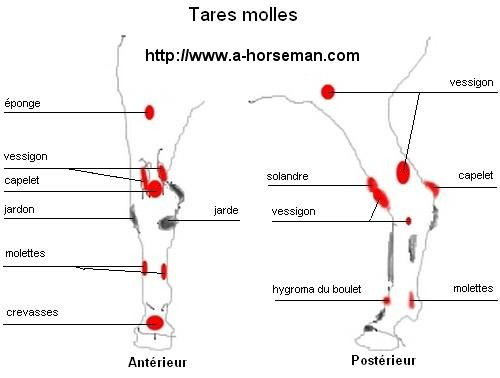 Tares molles
http://www.a-horseman.com
éponge
vessigon
capelet
jardon
jarde
molettes
crevasses
Antérieur
vessigon
solandre
capelet
vessigon
hygroma du boulet
molettes
Postérieur